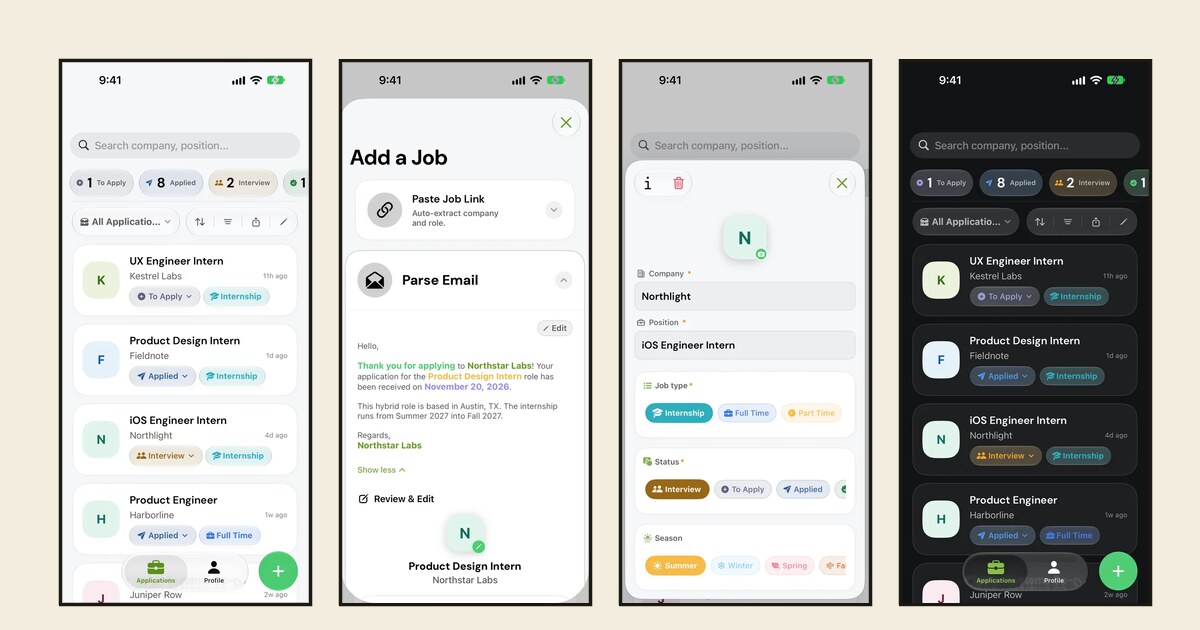 9:41
Search company, position...
1 To Apply
8 Applied
2 Interview
1
All Applicatio...
K
UX Engineer Intern
Kestrel Labs
11h ago
To Apply
Internship
F
Product Design Intern
Fieldnote
1d ago
Applied
Internship
N
iOS Engineer Intern
Northlight
4d ago
Interview
Internship
H
Product Engineer
Harborline
1w ago
Applied
Full Time
J
Juniper Row
2w ago
Applications
Profile
9:41
Add a Job
Paste Job Link
Auto-extract company
and role.
Parse Email
Edit
Hello,
Thank you for applying to Northstar Labs! Your
application for the Product Design Intern role has
been received on November 20, 2026.
This hybrid role is based in Austin, TX. The internship
runs from Summer 2027 into Fall 2027.
Regards,
Northstar Labs
Show less
Review & Edit
N
Product Design Intern
Northstar Labs
9:41
Search company, position...
N
Company *
Northlight
Position *
iOS Engineer Intern
Job type *
Internship
Full Time
Part Time
Status *
Interview
To Apply
Applied
Season
Summer
Winter
Spring
Fa
9:41
Search company, position...
1 To Apply
8 Applied
2 Interview
1
All Applicatio...
K
UX Engineer Intern
Kestrel Labs
11h ago
To Apply
Internship
F
Product Design Intern
Fieldnote
1d ago
Applied
Internship
N
iOS Engineer Intern
Northlight
4d ago
Interview
Internship
H
Product Engineer
Harborline
1w ago
Applied
Full Time
J
Juniper Row
2w ago
Applications
Profile